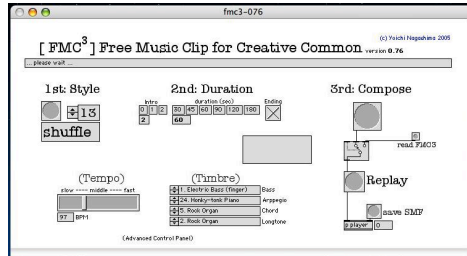 fmc3-076
(c) Yoichi Nagashima 2005
[ FMC3 ] Free Music Clip for Creative Common version 0.76
... please wait ...
1st: Style
13
shuffle
2nd: Duration
Intro
0 1 2
2
duration (sec)
30 45 60 90 120 180
60
Ending
3rd: Compose
read FMC3
Replay
save SMF
p player 0
(Tempo)
slow ---- middle ---- fast
97 BPM
(Timbre)
1. Electric Bass (finger) Bass
24. Honky-tonk Piano Arppegio
5. Rock Organ Chord
2. Rock Organ Longtone
(Advanced Control Panel)